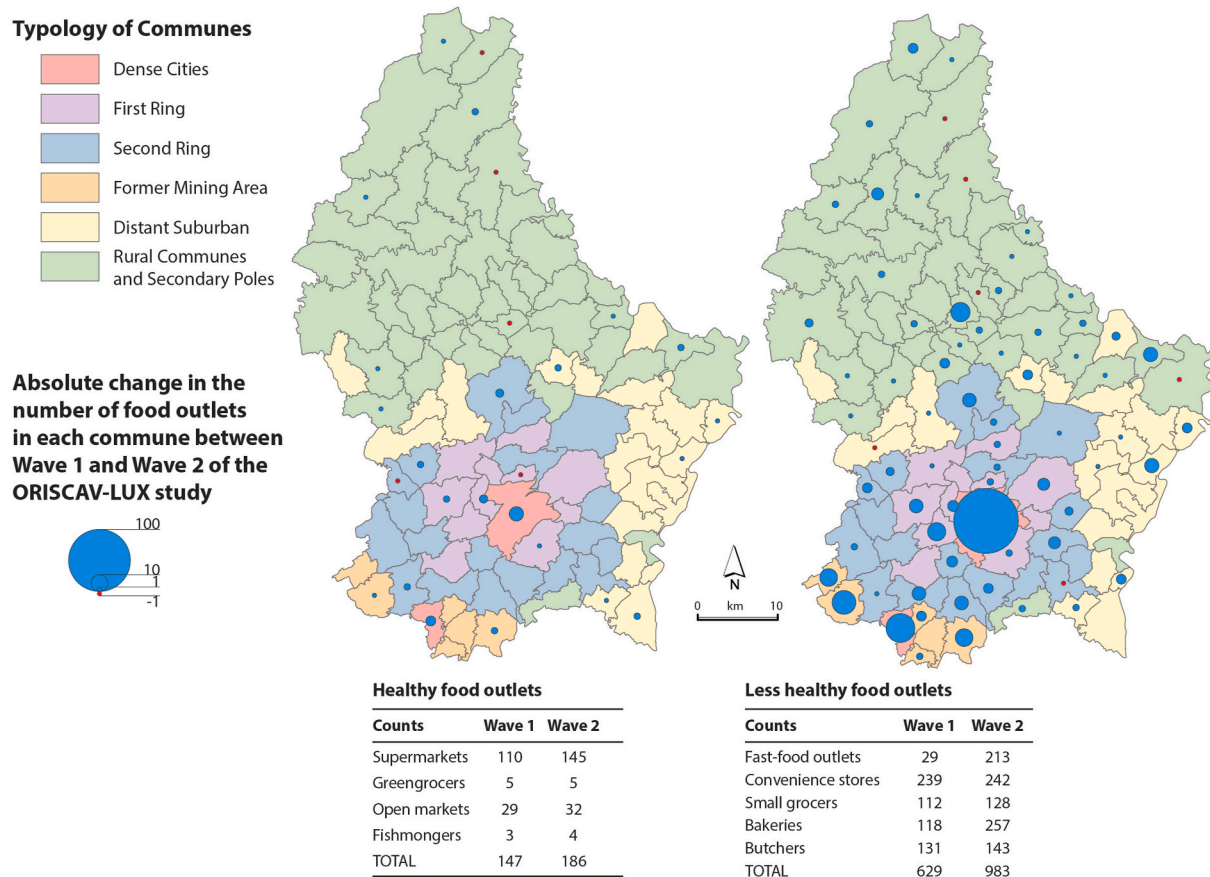 Typology of Communes
Dense Cities
First Ring
Second Ring
Former Mining Area
Distant Suburban
Rural Communes
and Secondary Poles
Absolute change in the
number of food outlets
in each commune between
Wave 1 and Wave 2 of the
ORISCAV-LUX study
100
10
1
-1
N
0 km 10
Healthy food outlets
Counts Wave 1 Wave 2
Supermarkets 110 145
Greengrocers 5 5
Open markets 29 32
Fishmongers 3 4
TOTAL 147 186
Less healthy food outlets
Counts Wave 1 Wave 2
Fast-food outlets 29 213
Convenience stores 239 242
Small grocers 112 128
Bakeries 118 257
Butchers 131 143
TOTAL 629 983